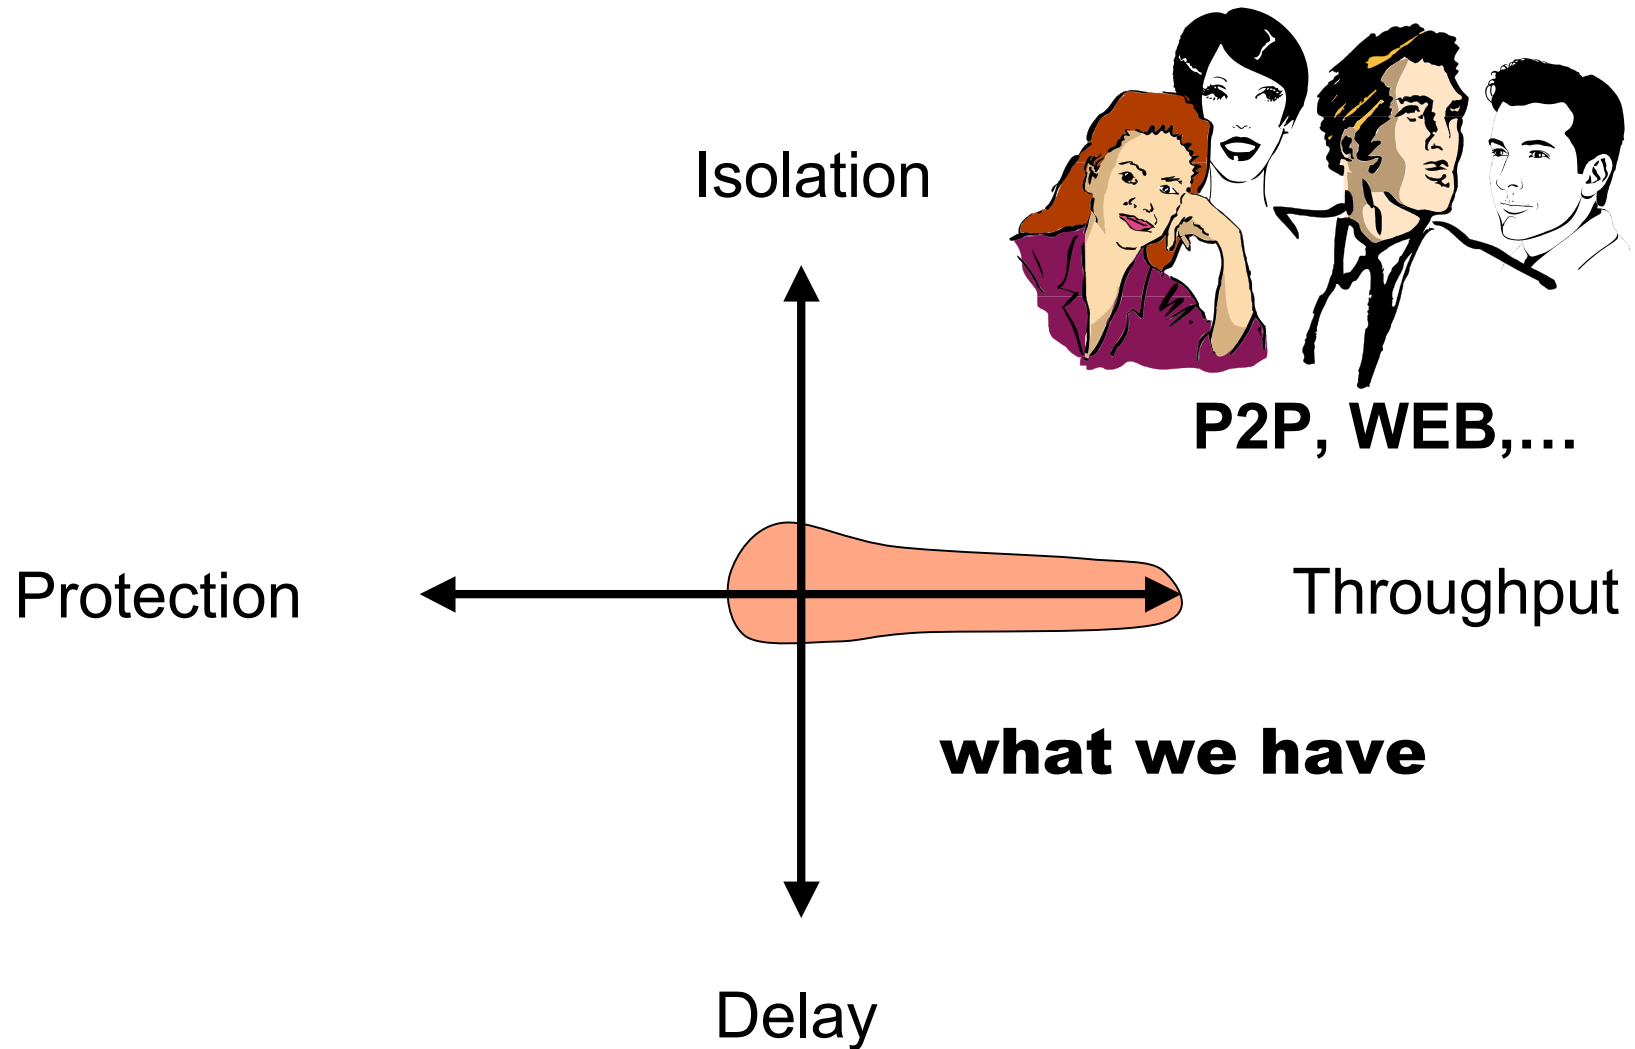 Isolation
P2P, WEB,…
Protection
Throughput
what we have
Delay